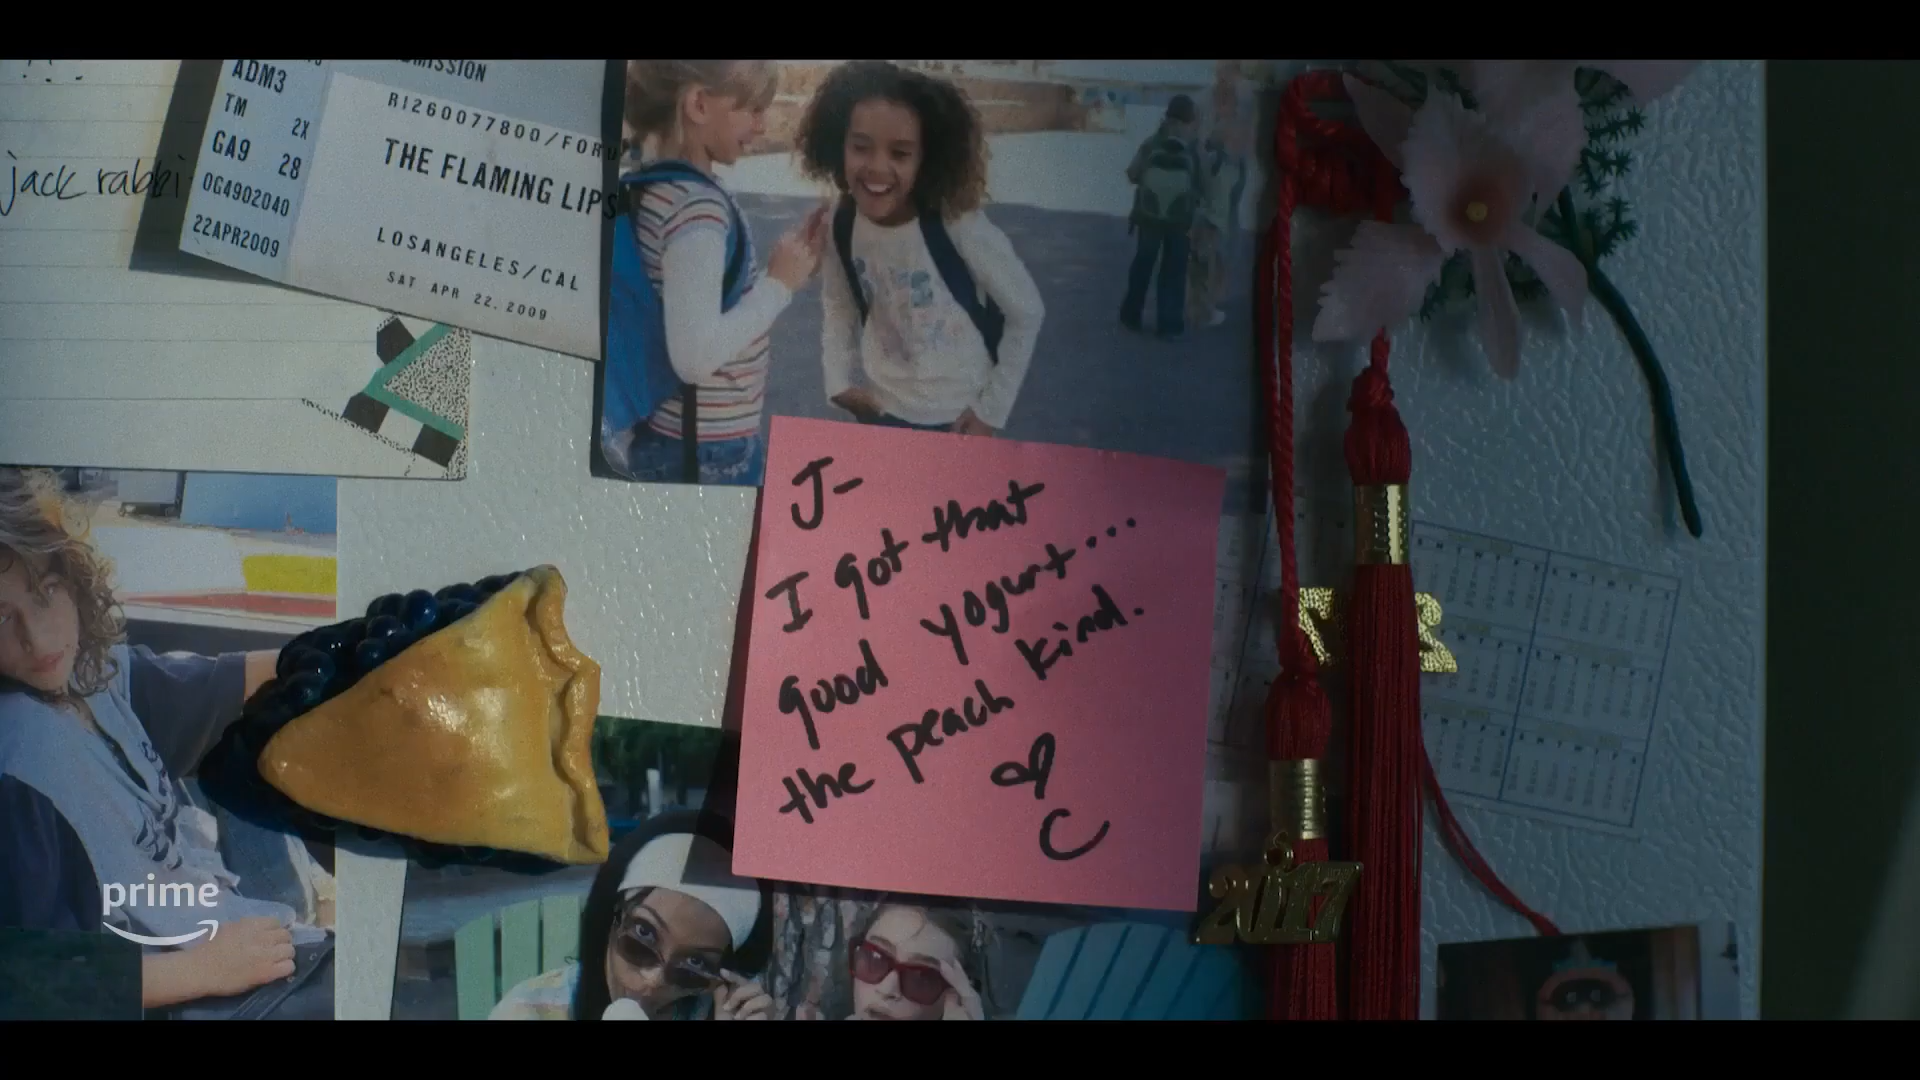 ADM3
TM 2X
GA9 28
0G4902040
22APR2009
R1260077800/FORU
THE FLAMING LIPS
LOSANGELES/CAL
SAT APR 22. 2009
jack rabbi
J-
I got that
good yogurt...
the peach kind.
C
2017
prime